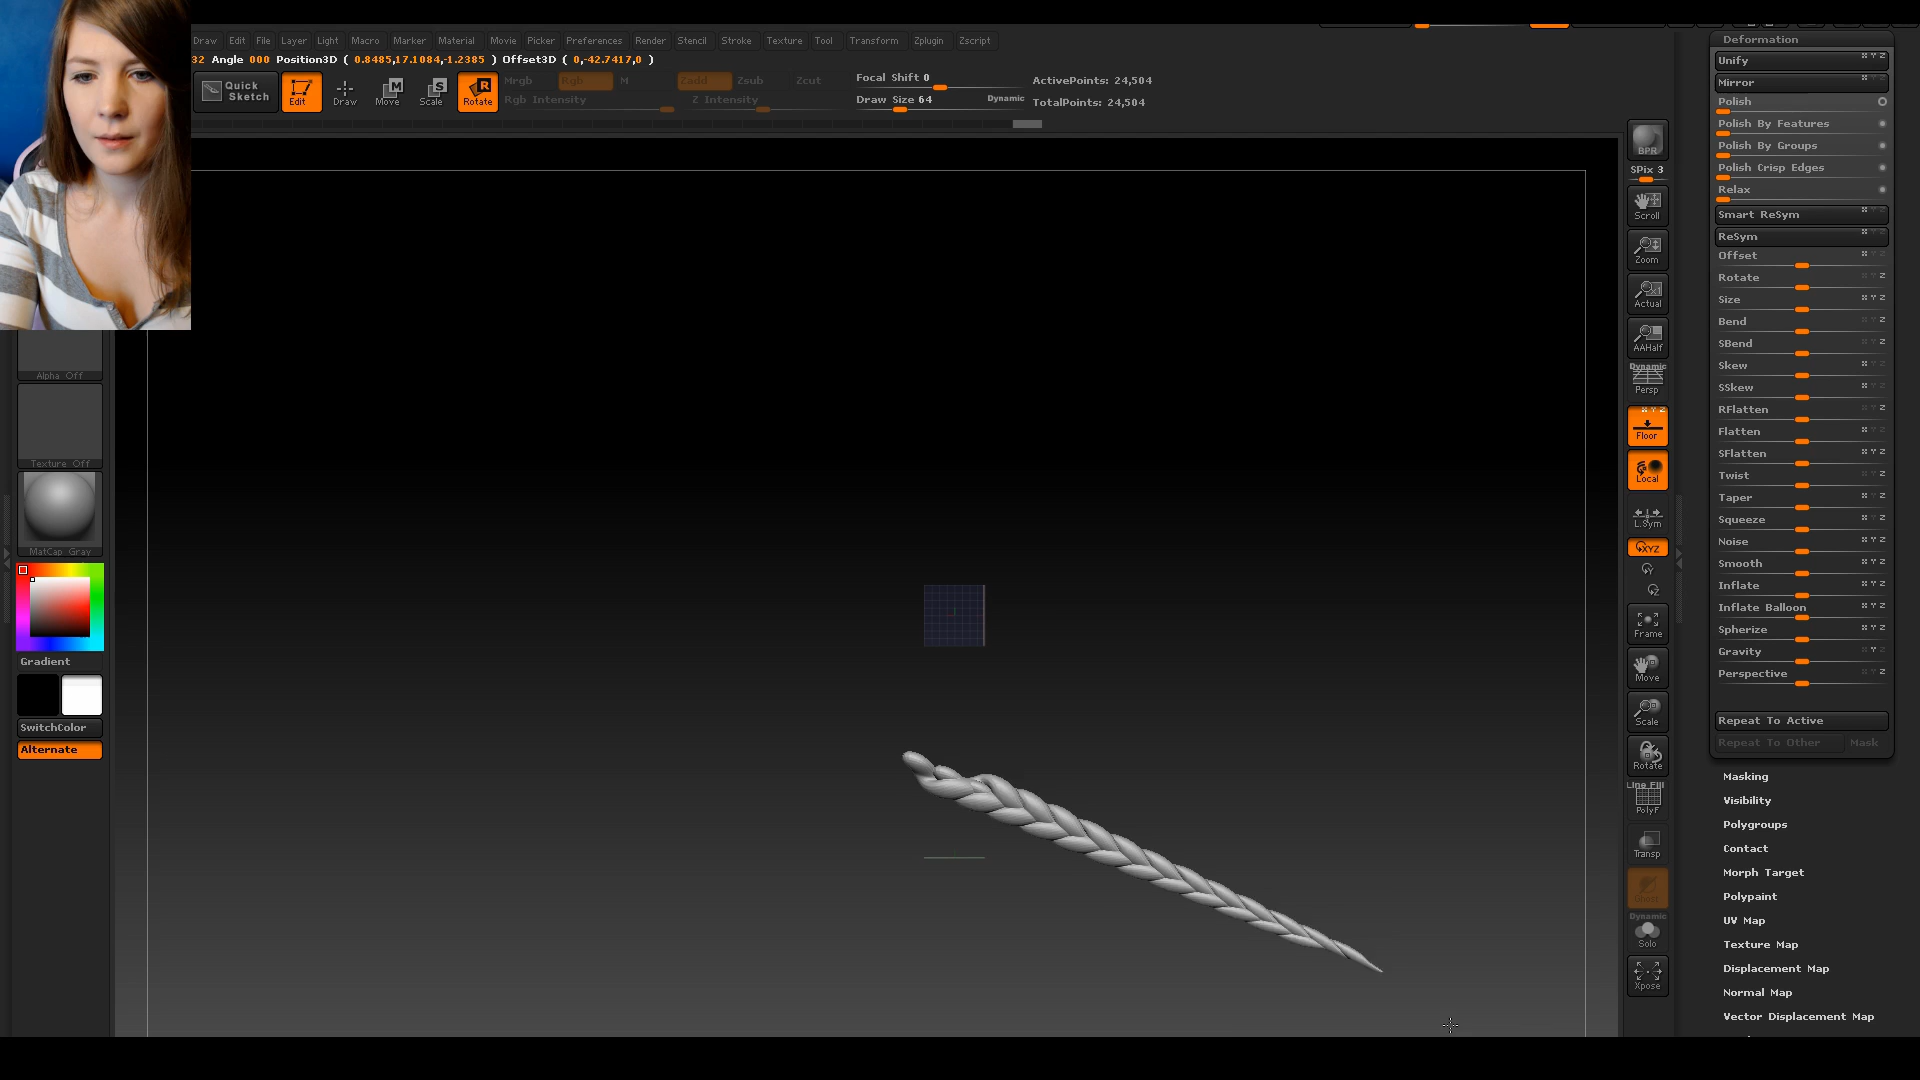 Draw Edit File Layer Light Macro Marker Material Movie Picker Preferences Render Stencil Stroke Texture Tool Transform Zplugin Zscript
32 Angle 000 Position3D ( 0.8485,17.1084,-1.2385 ) Offset3D ( 0,-42.7417,0 )
Quick Sketch
Edit
Draw
Move
Scale
Rotate
Mrgb Rgb M
Rgb Intensity
Zadd Zsub Zcut
Z Intensity
Focal Shift 0
Draw Size 64 Dynamic
ActivePoints: 24,504
TotalPoints: 24,504
Alpha Off
Texture Off
MatCap Gray
Gradient
SwitchColor
Alternate
BPR
SPix 3
Scroll
Zoom
Actual
AAHalf
Dynamic
Persp
Floor
Local
L.Sym
XYZ
Y
Z
Frame
Move
Scale
Rotate
Line Fill
PolyF
Transp
Ghost
Dynamic
Solo
Xpose
Deformation
Unify
Mirror
Polish
Polish By Features
Polish By Groups
Polish Crisp Edges
Relax
Smart ReSym
ReSym
Offset
Rotate
Size
Bend
SBend
Skew
SSkew
RFlatten
Flatten
SFlatten
Twist
Taper
Squeeze
Noise
Smooth
Inflate
Inflate Balloon
Spherize
Gravity
Perspective
Repeat To Active
Repeat To Other Mask
Masking
Visibility
Polygroups
Contact
Morph Target
Polypaint
UV Map
Texture Map
Displacement Map
Normal Map
Vector Displacement Map